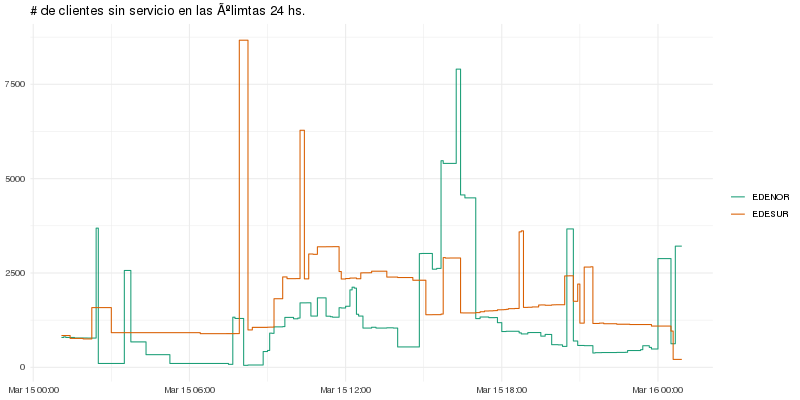 # de clientes sin servicio en las Ãºlimtas 24 hs.
7500
5000
2500
0
Mar 15 00:00
Mar 15 06:00
Mar 15 12:00
Mar 15 18:00
Mar 16 00:00
EDENOR
EDESUR